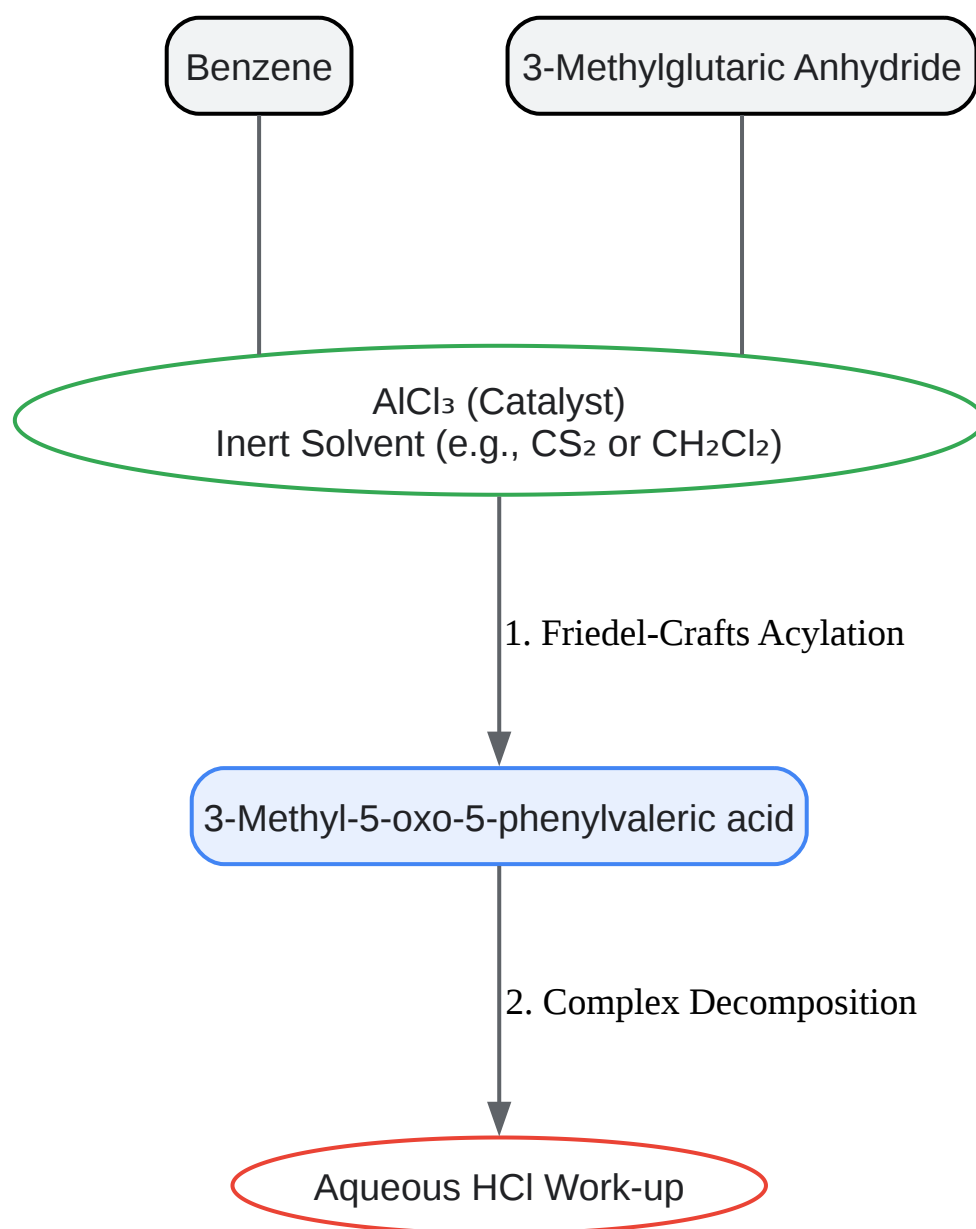 Benzene
3-Methylglutaric Anhydride
AlCl₃ (Catalyst)
Inert Solvent (e.g., CS₂ or CH₂Cl₂)
1. Friedel-Crafts Acylation
3-Methyl-5-oxo-5-phenylvaleric acid
2. Complex Decomposition
Aqueous HCl Work-up